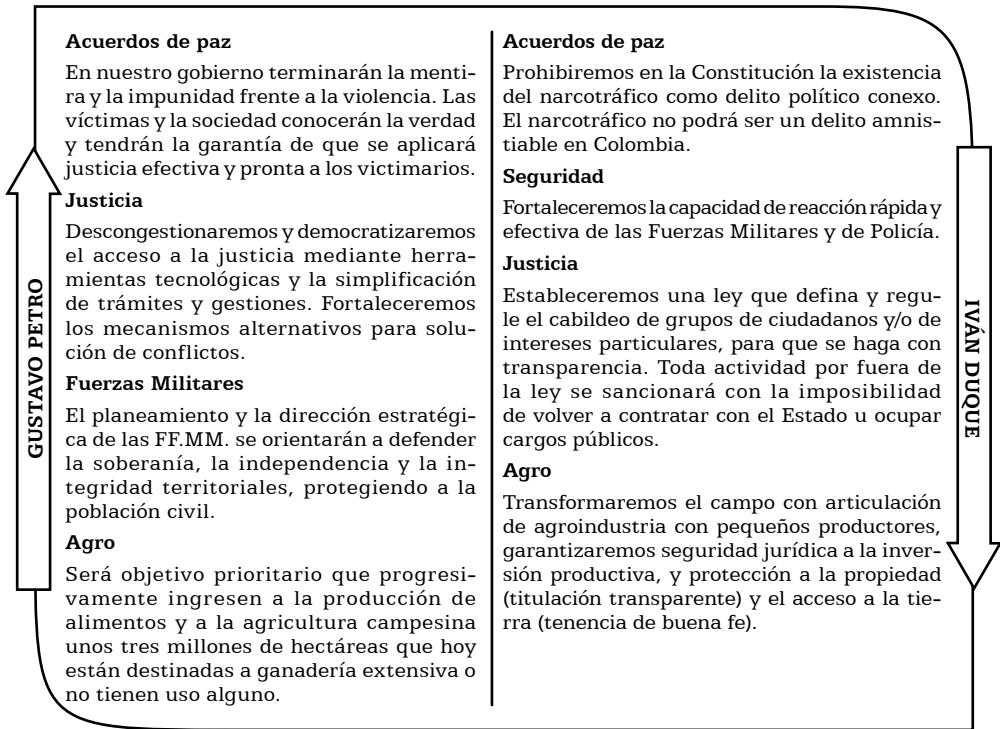 GUSTAVO PETRO
Acuerdos de paz
En nuestro gobierno terminarán la menti-
ra y la impunidad frente a la violencia. Las
víctimas y la sociedad conocerán la verdad
y tendrán la garantía de que se aplicará
justicia efectiva y pronta a los victimarios.
Justicia
Descongestionaremos y democratizaremos
el acceso a la justicia mediante herra-
mientas tecnológicas y la simplificación
de trámites y gestiones. Fortaleceremos
los mecanismos alternativos para solu-
ción de conflictos.
Fuerzas Militares
El planeamiento y la dirección estratégi-
ca de las FF.MM. se orientarán a defender
la soberanía, la independencia y la in-
tegridad territoriales, protegiendo a la
población civil.
Agro
Será objetivo prioritario que progresi-
vamente ingresen a la producción de
alimentos y a la agricultura campesina
unos tres millones de hectáreas que hoy
están destinadas a ganadería extensiva o
no tienen uso alguno.
Acuerdos de paz
Prohibiremos en la Constitución la existencia
del narcotráfico como delito político conexo.
El narcotráfico no podrá ser un delito amnis-
tiable en Colombia.
Seguridad
Fortaleceremos la capacidad de reacción rápida y
efectiva de las Fuerzas Militares y de Policía.
Justicia
Estableceremos una ley que defina y regu-
le el cabildeo de grupos de ciudadanos y/o de
intereses particulares, para que se haga con
transparencia. Toda actividad por fuera de
la ley se sancionará con la imposibilidad
de volver a contratar con el Estado u ocupar
cargos públicos.
Agro
Transformaremos el campo con articulación
de agroindustria con pequeños productores,
garantizaremos seguridad jurídica a la inver-
sión productiva, y protección a la propiedad
(titulación transparente) y el acceso a la tie-
rra (tenencia de buena fe).
IVÁN DUQUE